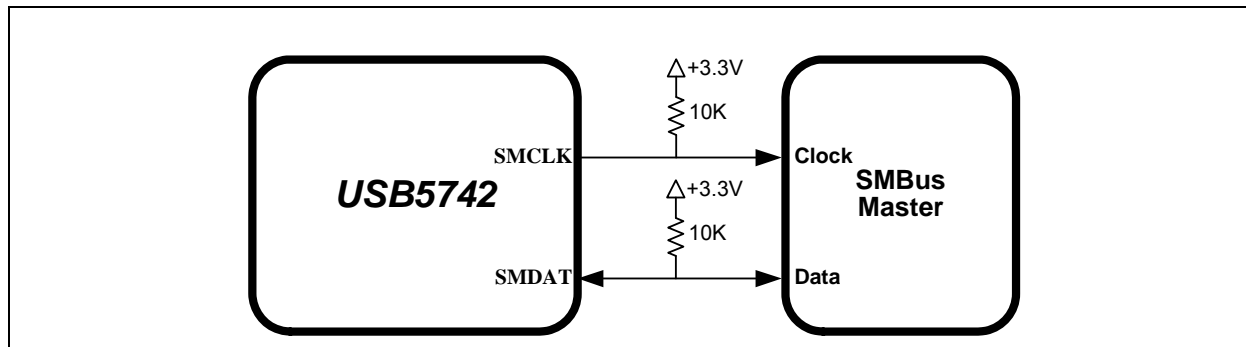 +3.3V
10K
SMCLK
Clock
USB5742
SMBus
Master
+3.3V
10K
SMDAT
Data